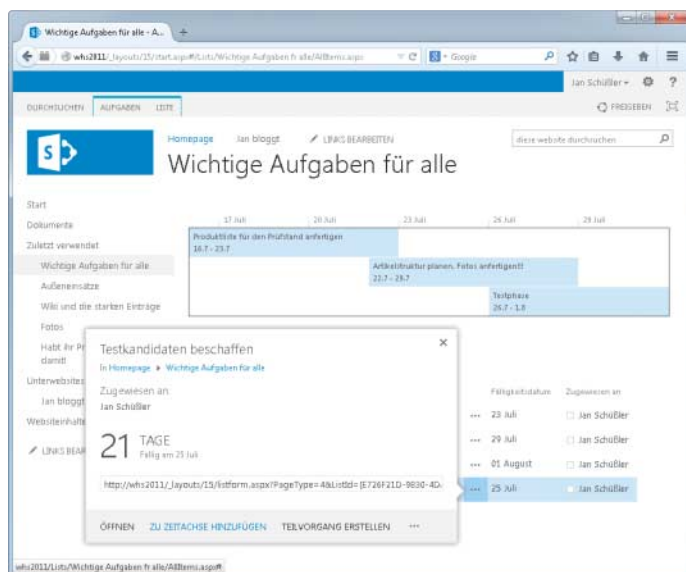 Wichtige Aufgaben für alle - A...
whs2011/_layouts/15/start.aspx#/Lists/Wichtige Aufgaben fr alle/AllItems.aspx
Google
Jan Schüßler
?
DURCHSUCHEN
AUFGABEN
LISTE
FREIGEBEN
Homepage
Jan bloggt
LINKS BEARBEITEN
diese website durchsuchen
S
Wichtige Aufgaben für alle
Start
Dokumente
Zuletzt verwendet
Wichtige Aufgaben für alle
Außeneinsätze
Wiki und die starken Einträge
Fotos
Habt ihr Pr
damit!
Unterwebsites
Jan bloggt
Websiteinhalte
LINKS BEAR
17 Juli
20 Juli
23 Juli
26 Juli
29 Juli
Produktliste für den Prüfstand anfertigen
16.7 - 23.7
Artikelstruktur planen, Fotos anfertigen!!
22.7 - 29.7
Testphase
26.7 - 1.8
Testkandidaten beschaffen
In Homepage ▸ Wichtige Aufgaben für alle
Zugewiesen an
Jan Schüßler
21 TAGE
Fällig am 25 Juli
http://whs2011/_layouts/15/listform.aspx?PageType=4&ListId={E726F21D-9830-4D
ÖFFNEN
ZU ZEITACHSE HINZUFÜGEN
TEILVORGANG ERSTELLEN
...
Fälligkeitsdatum
Zugewiesen an
... 23 Juli Jan Schüßler
... 29 Juli Jan Schüßler
... 01 August Jan Schüßler
... 25 Juli Jan Schüßler
whs2011/Lists/Wichtige Aufgaben fr alle/AllItems.aspx#